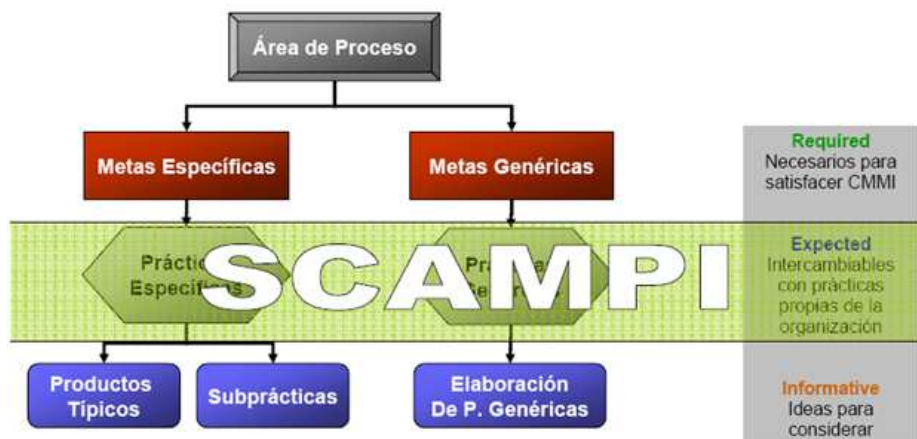 Área de Proceso
Metas Específicas
Metas Genéricas
Required
Necesarios para
satisfacer CMMI
SCAMPI
Específicas
Expected
Intercambiables
con prácticas
propias de la
organización
Productos
Típicos
Subprácticas
Elaboración
De P. Genéricas
Informative
Ideas para
considerar